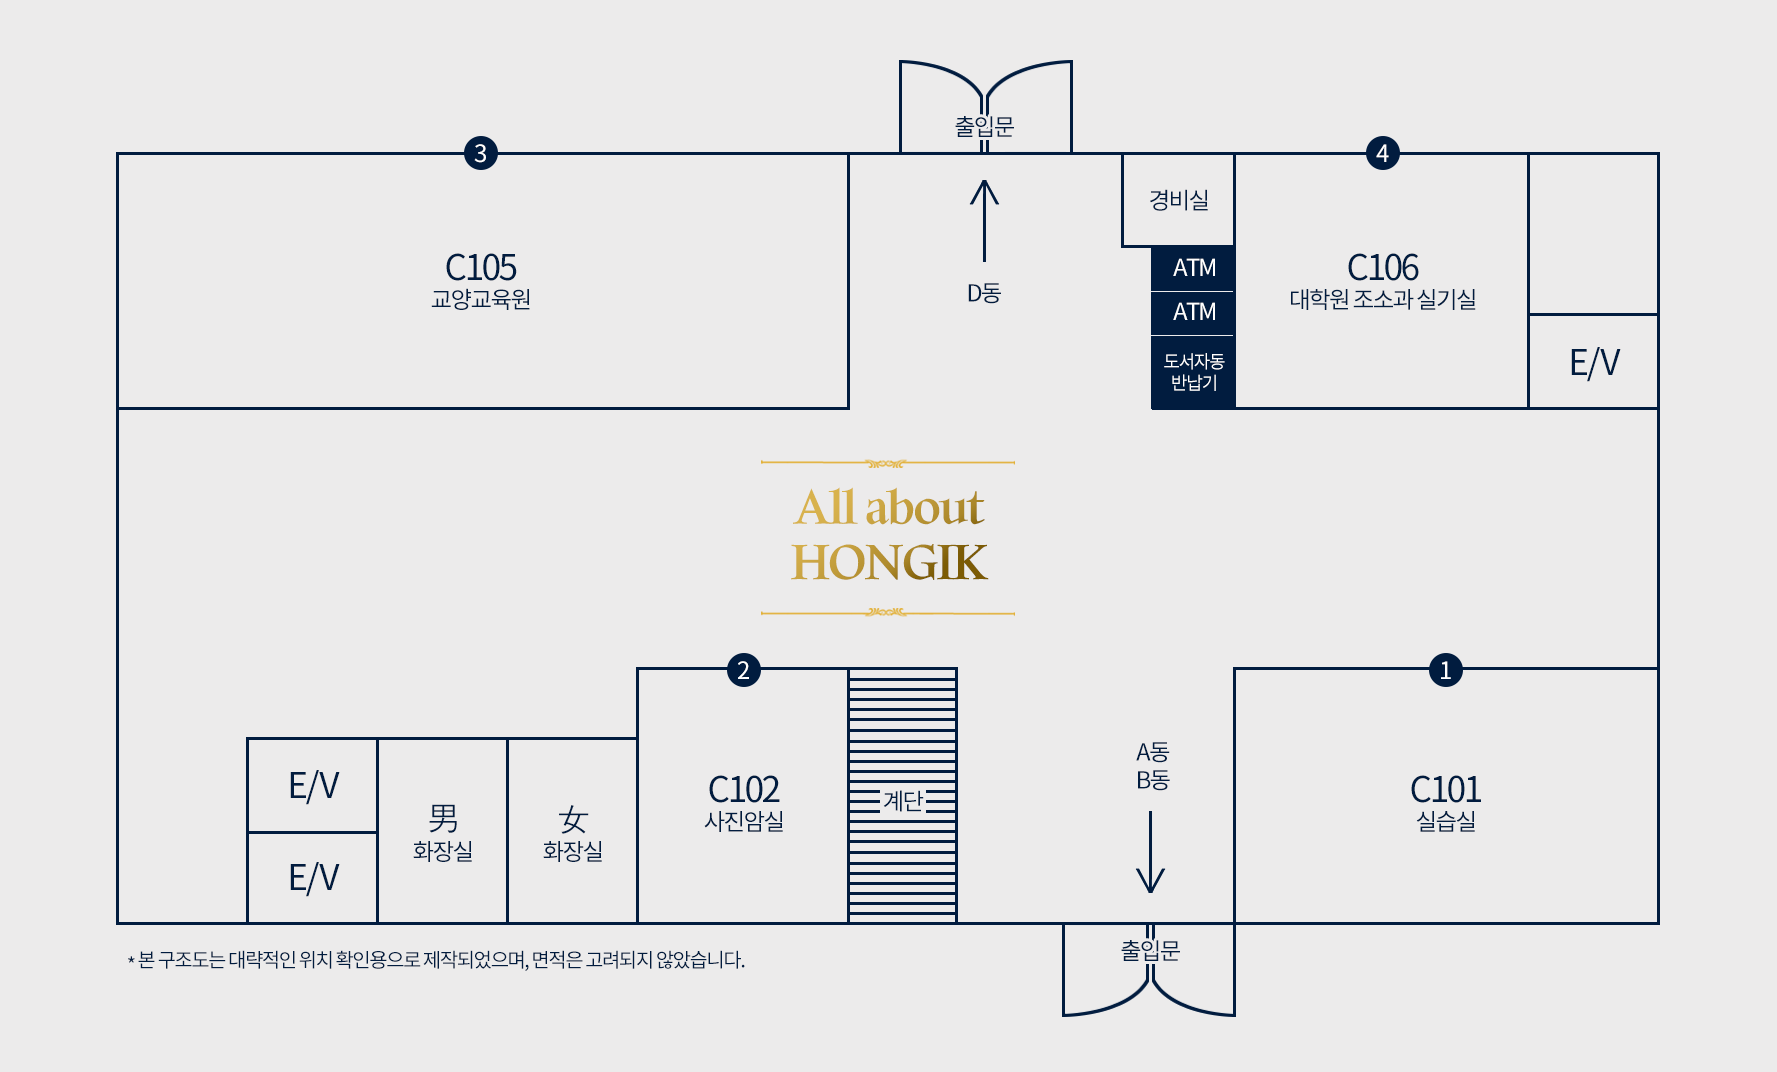 출입문
3
4
경비실
C105
교양교육원
D동
ATM
ATM
도서자동
반납기
C106
대학원 조소과 실기실
E/V
All about
HONGIK
2
1
E/V
E/V
男
화장실
女
화장실
C102
사진암실
계단
A동
B동
C101
실습실
출입문
* 본 구조도는 대략적인 위치 확인용으로 제작되었으며, 면적은 고려되지 않았습니다.